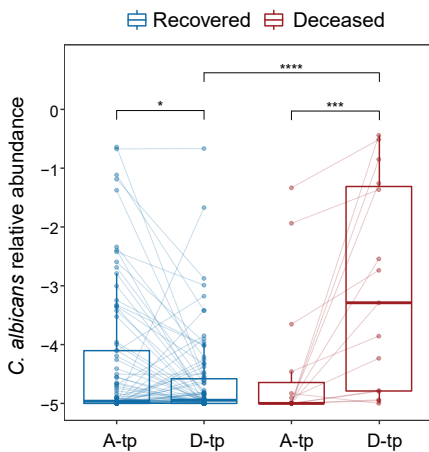 Recovered Deceased
****
* ***
0
−1
−2
−3
−4
−5
C. albicans relative abundance
A-tp D-tp A-tp D-tp